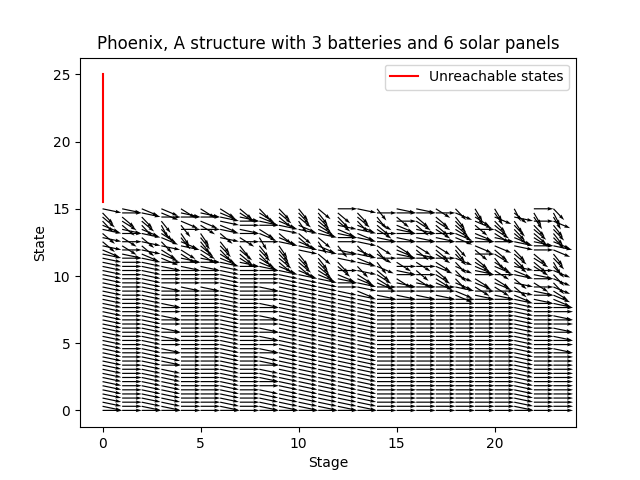 Phoenix, A structure with 3 batteries and 6 solar panels
Unreachable states
25
20
15
10
5
0
State
0
5
10
15
20
Stage